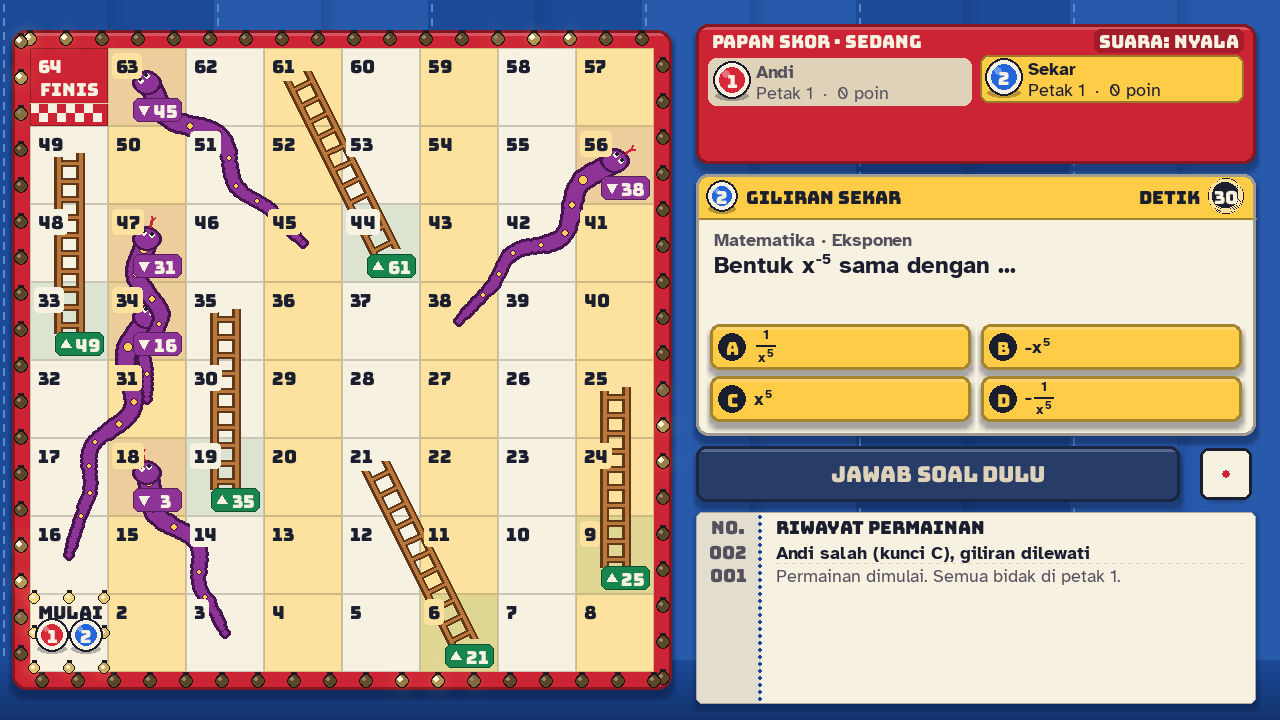 64 63 62 61 60 59 58 57
FINIS
▼45
49 50 51 52 53 54 55 56
▼38
48 47 46 45 44 43 42 41
▼31 ▲61
33 34 35 36 37 38 39 40
▲49 ▼16
32 31 30 29 28 27 26 25
17 18 19 20 21 22 23 24
▼3 ▲35
16 15 14 13 12 11 10 9
▲25
MULAI 2 3 4 5 6 7 8
1 2
▲21
PAPAN SKOR · SEDANG SUARA: NYALA
1 Andi
Petak 1 · 0 poin
2 Sekar
Petak 1 · 0 poin
2 GILIRAN SEKAR DETIK 30
Matematika · Eksponen
Bentuk x⁻⁵ sama dengan ...
A 1/x⁵
B -x⁵
C x⁵
D -1/x⁵
JAWAB SOAL DULU
NO. RIWAYAT PERMAINAN
002 Andi salah (kunci C), giliran dilewati
001 Permainan dimulai. Semua bidak di petak 1.